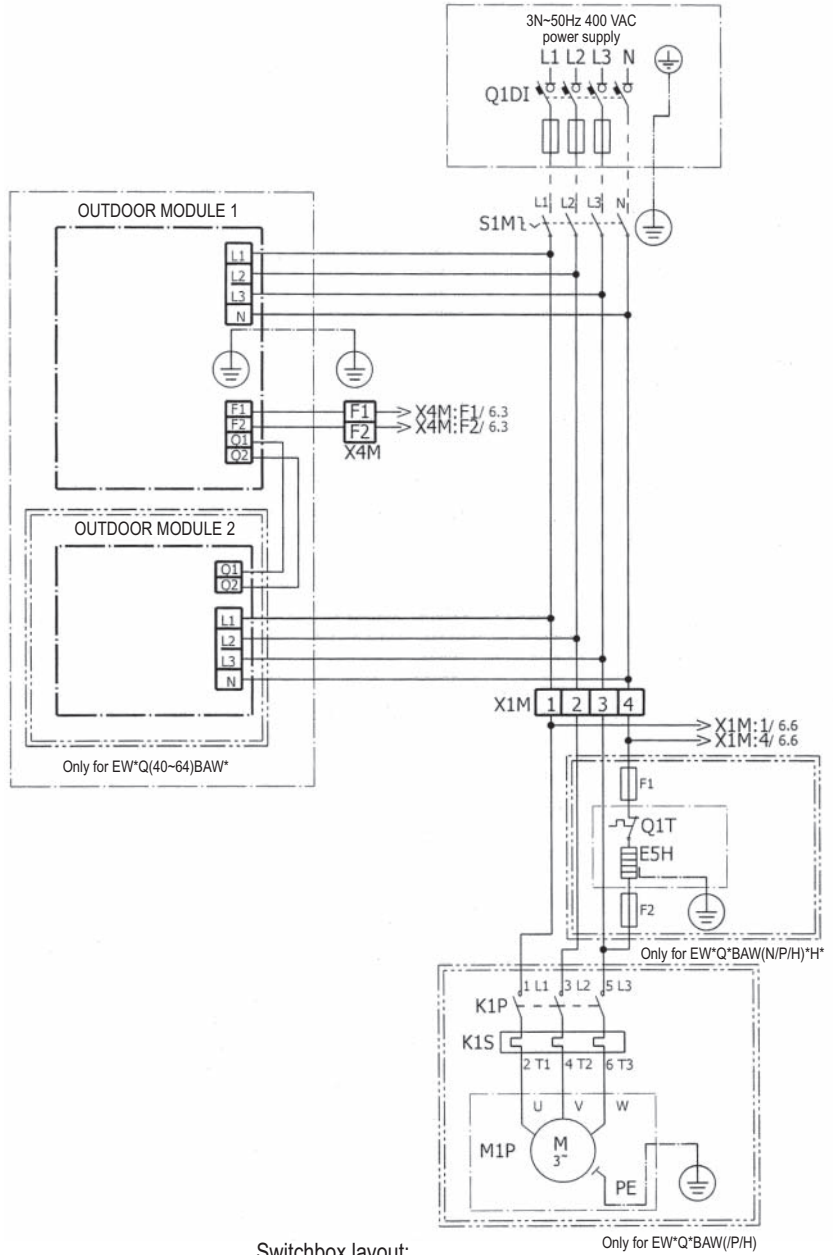 3N~50Hz 400 VAC
power supply
L1 L2 L3 N
Q1DI
L1 L2 L3 N
S1M
OUTDOOR MODULE 1
L1
L2
L3
N
F1
F2
Q1
Q2
F1
F2
X4M
X4M:F1/ 6.3
X4M:F2/ 6.3
OUTDOOR MODULE 2
Q1
Q2
L1
L2
L3
N
Only for EW*Q(40~64)BAW*
X1M 1 2 3 4
X1M:1/ 6.6
X1M:4/ 6.6
F1
Q1T
E5H
F2
Only for EW*Q*BAW(N/P/H)*H*
1 L1 3 L2 5 L3
K1P
K1S
2 T1 4 T2 6 T3
U V W
M1P
M
3~
PE
Only for EW*Q*BAW(/P/H)
Switchbox layout: